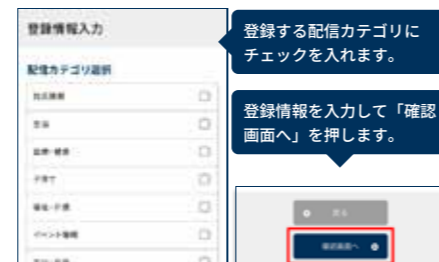 登録情報入力
配信カテゴリ選択
防災情報
生活
医療・健康
子育て
福祉・介護
イベント情報
登録する配信カテゴリに
チェックを入れます。
登録情報を入力して「確認
画面へ」を押します。
戻る
確認画面へ